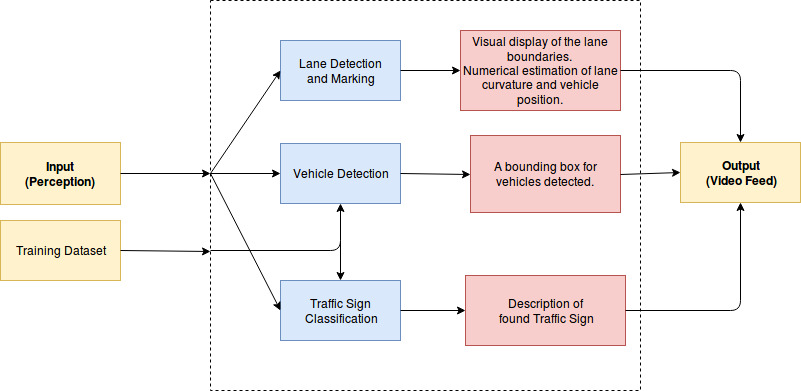 Lane Detection
and Marking
Visual display of the lane
boundaries.
Numerical estimation of lane
curvature and vehicle
position.
Input
(Perception)
Vehicle Detection
A bounding box for
vehicles detected.
Output
(Video Feed)
Training Dataset
Traffic Sign
Classification
Description of
found Traffic Sign